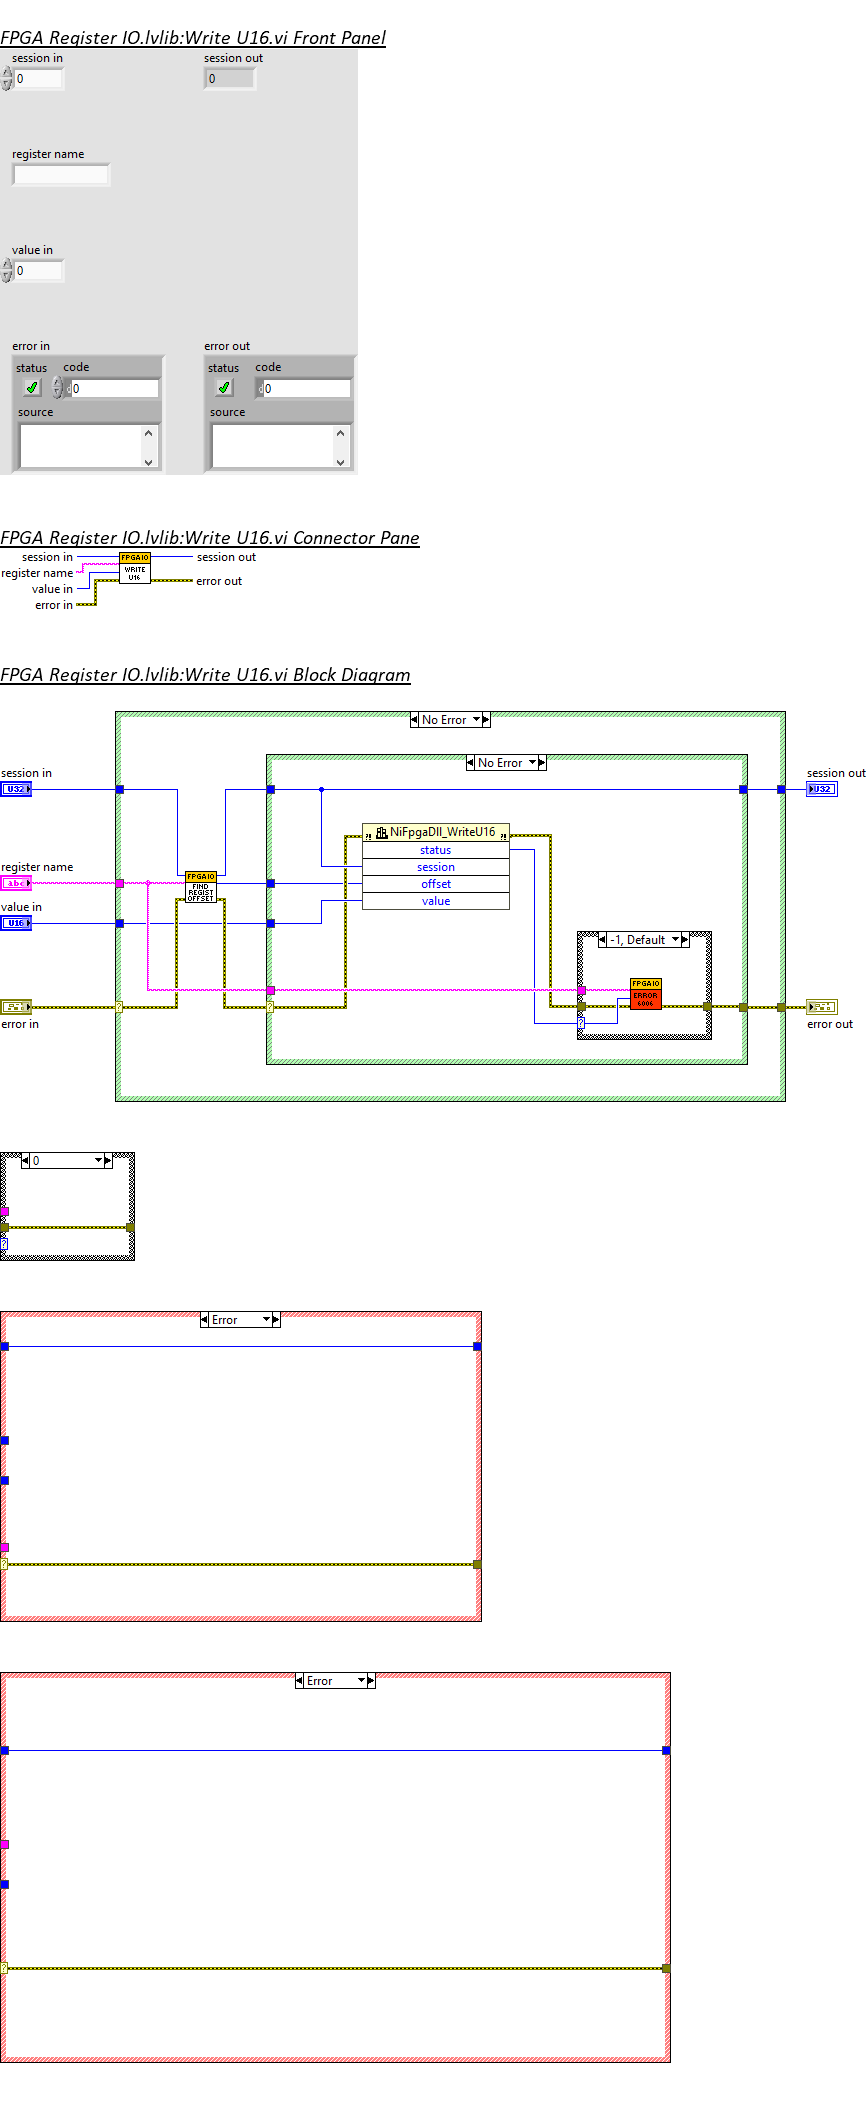 FPGA Register IO.lvlib:Write U16.vi Front Panel
session in
session out
0
0
register name
value in
0
error in
error out
status code
status code
0
0
source
source
FPGA Register IO.lvlib:Write U16.vi Connector Pane
session in
register name
value in
error in
FPGAIO
WRITE
U16
session out
error out
FPGA Register IO.lvlib:Write U16.vi Block Diagram
No Error
No Error
session in
U32
session out
U32
NiFpgaDll_WriteU16
status
session
offset
value
register name
abc
FPGAIO
FIND
REGIST
OFFSET
value in
U16
-1, Default
FPGAIO
ERROR
6006
?
?
?
error in
error out
0
?
Error
?
Error
?